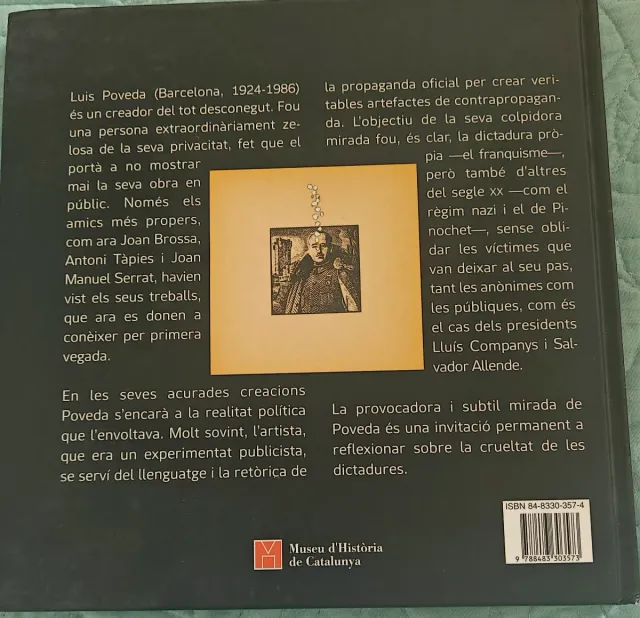 Luis Poveda (Barcelona, 1924-1986)
és un creador del tot desconegut. Fou
una persona extraordinàriament ze-
losa de la seva privacitat, fet que el
portà a no mostrar
mai la seva obra en
públic. Només els
amics més propers,
com ara Joan Brossa,
Antoni Tàpies i Joan
Manuel Serrat, havien
vist els seus treballs,
que ara es donen a
conèixer per primera
vegada.
En les seves acurades creacions
Poveda s'encarà a la realitat política
que l'envoltava. Molt sovint, l'artista,
que era un experimentat publicista,
se serví del llenguatge i la retòrica de
la propaganda oficial per crear veri-
tables artefactes de contrapropagan-
da. L'objectiu de la seva colpidora
mirada fou, és clar, la dictadura prò-
pia —el franquisme—,
però també d'altres
del segle XX —com el
règim nazi i el de Pi-
nochet—, sense obli-
dar les víctimes que
van deixar al seu pas,
tant les anònimes com
les públiques, com és
el cas dels presidents
Lluís Companys i Sal-
vador Allende.
La provocadora i subtil mirada de
Poveda és una invitació permanent a
reflexionar sobre la crueltat de les
dictadures.
Museu d'Història
de Catalunya
ISBN 84-8330-357-4
9 788483 303573